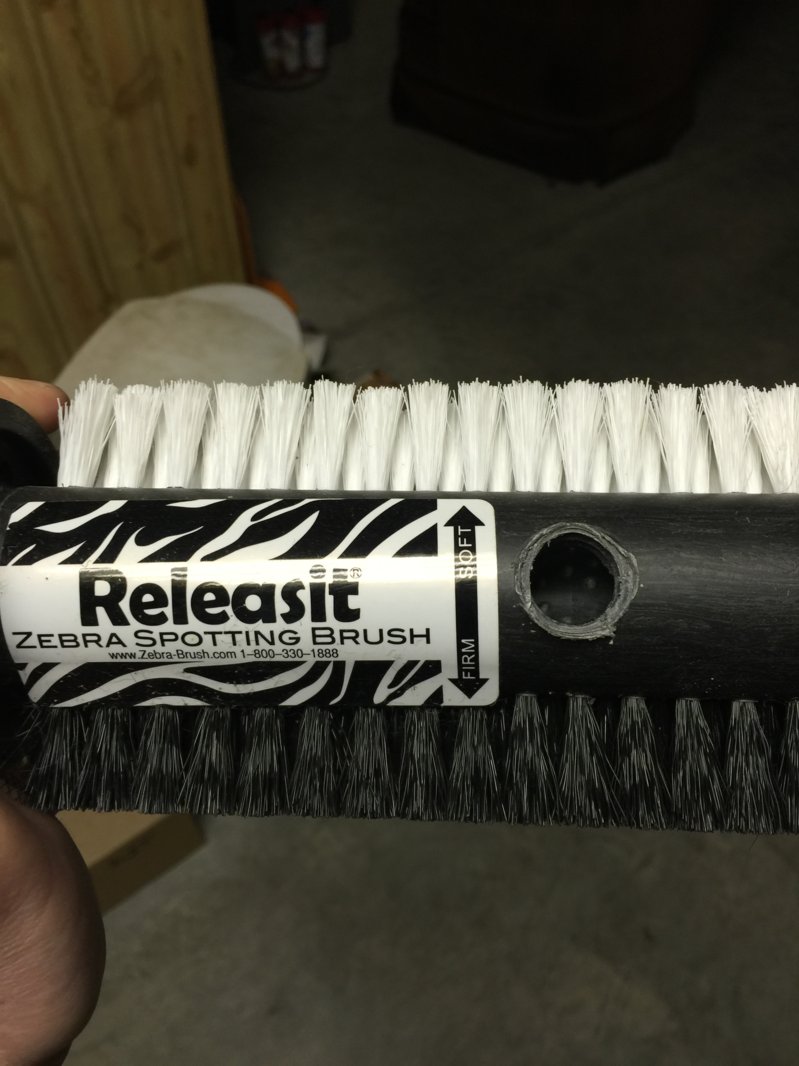 Releasit®
ZEBRA SPOTTING BRUSH
www.Zebra-Brush.com 1-800-330-1888
SOFT
FIRM